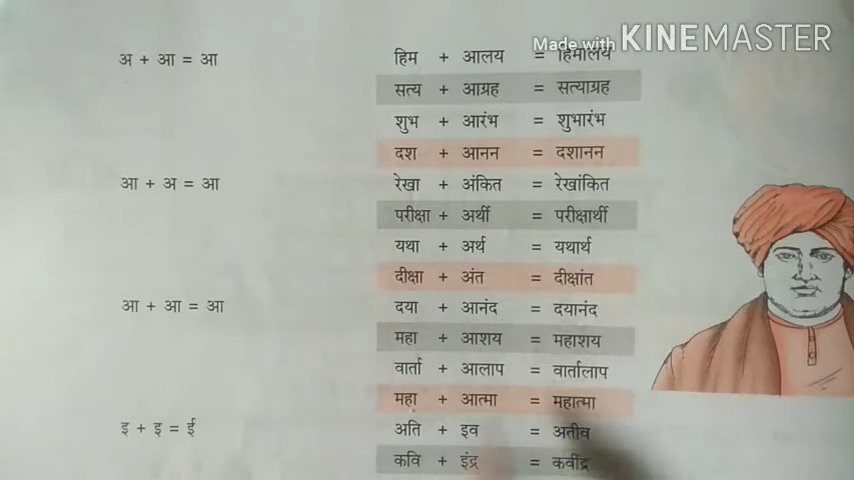 Made with KINEMASTER
अ + आ = आ हिम + आलय = हिमालय
सत्य + आग्रह = सत्याग्रह
शुभ + आरंभ = शुभारंभ
दश + आनन = दशानन
आ + अ = आ रेखा + अंकित = रेखांकित
परीक्षा + अर्थी = परीक्षार्थी
यथा + अर्थ = यथार्थ
दीक्षा + अंत = दीक्षांत
आ + आ = आ दया + आनंद = दयानंद
महा + आशय = महाशय
वार्ता + आलाप = वार्तालाप
महा + आत्मा = महात्मा
इ + इ = ई अति + इव = अतीव
कवि + इंद्र = कवींद्र